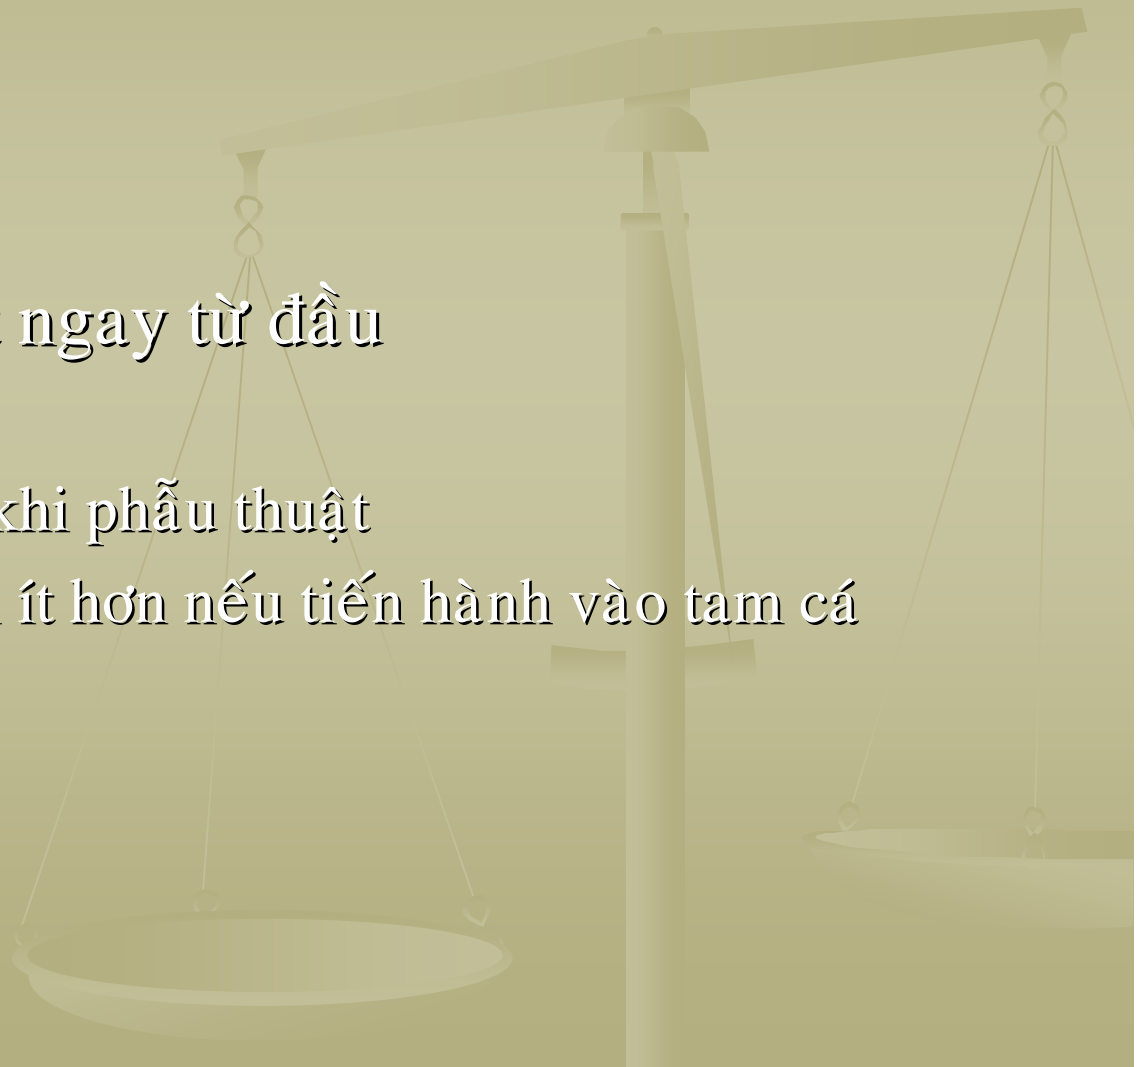 ngay từ đầu
khi phẫu thuật
ít hơn nếu tiến hành vào tam cá